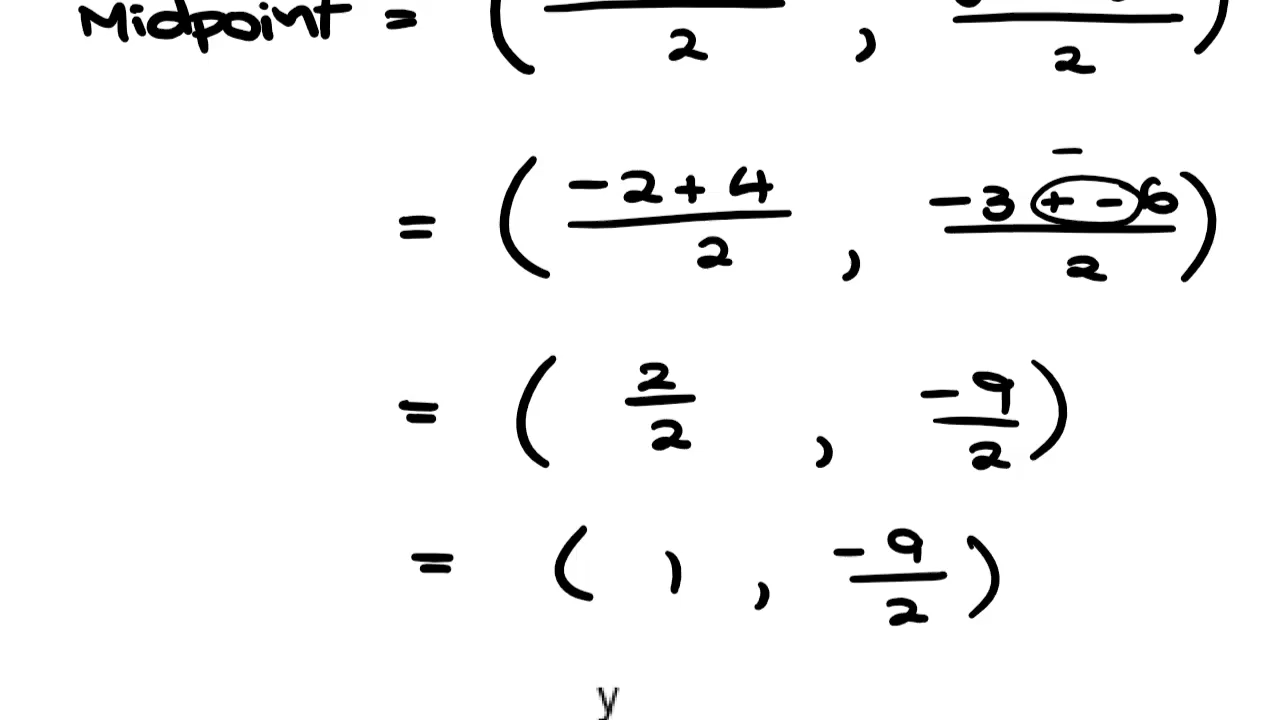 Midpoint = ( 2 , 2 )
-
= ( -2 + 4 / 2 , -3 + - 6 / 2 )
= ( 2 / 2 , -9 / 2 )
= ( 1 , -9 / 2 )
y